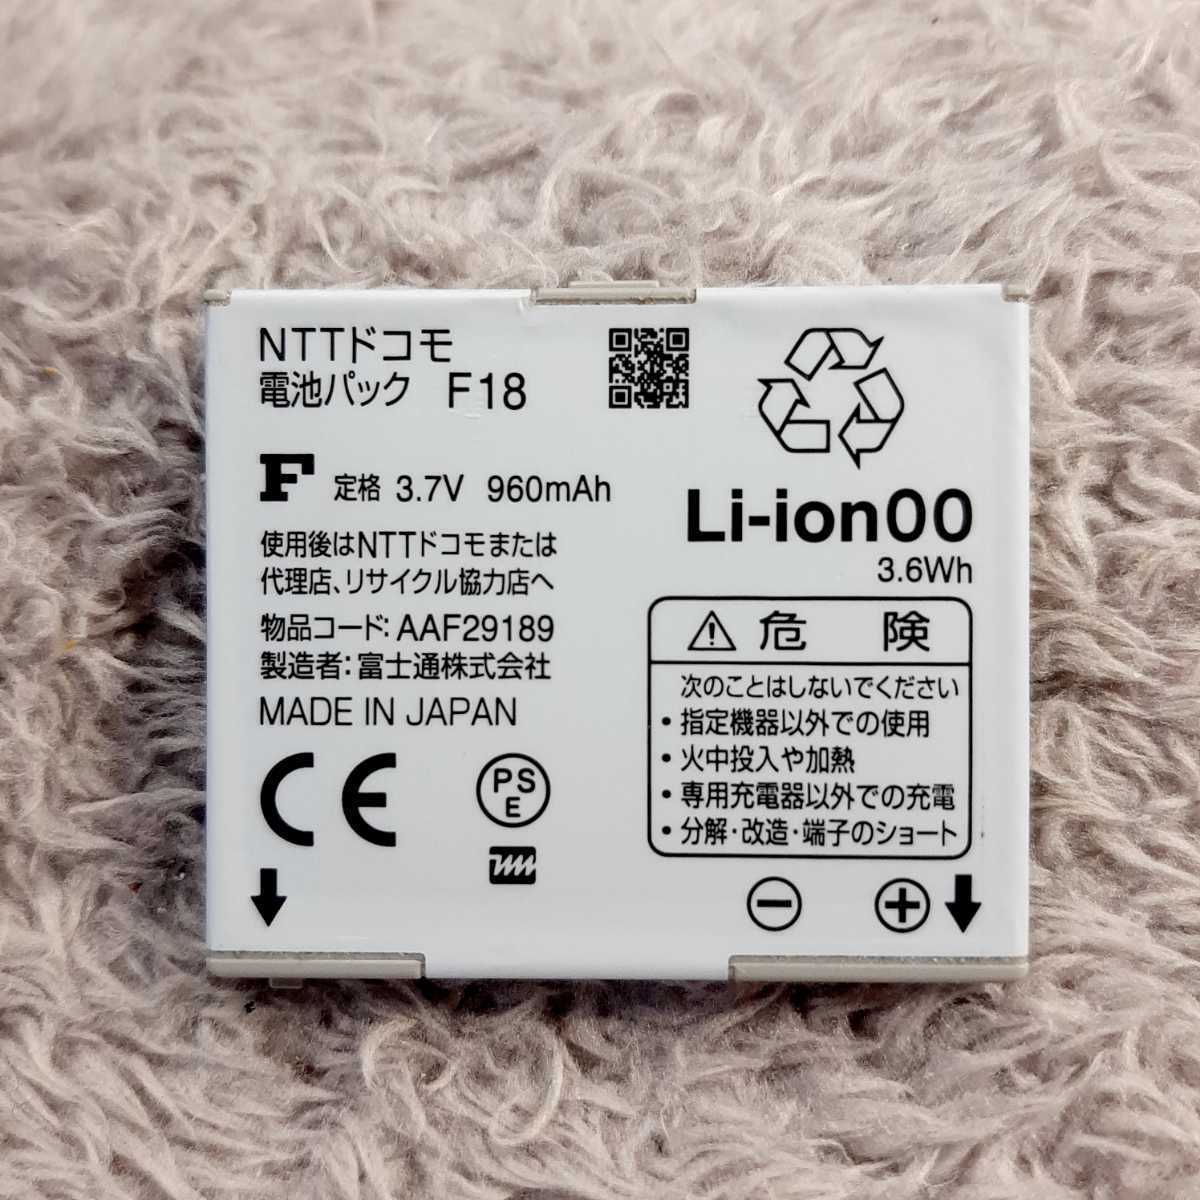 NTTドコモ
電池パック F18
F 定格 3.7V 960mAh
使用後はNTTドコモまたは
代理店、リサイクル協力店へ
物品コード:AAF29189
製造者:富士通株式会社
MADE IN JAPAN
CE
PS
E
Li-ion00
3.6Wh
⚠危 険
次のことはしないでください
・指定機器以外での使用
・火中投入や加熱
・専用充電器以外での充電
・分解・改造・端子のショート
⊖ ⊕